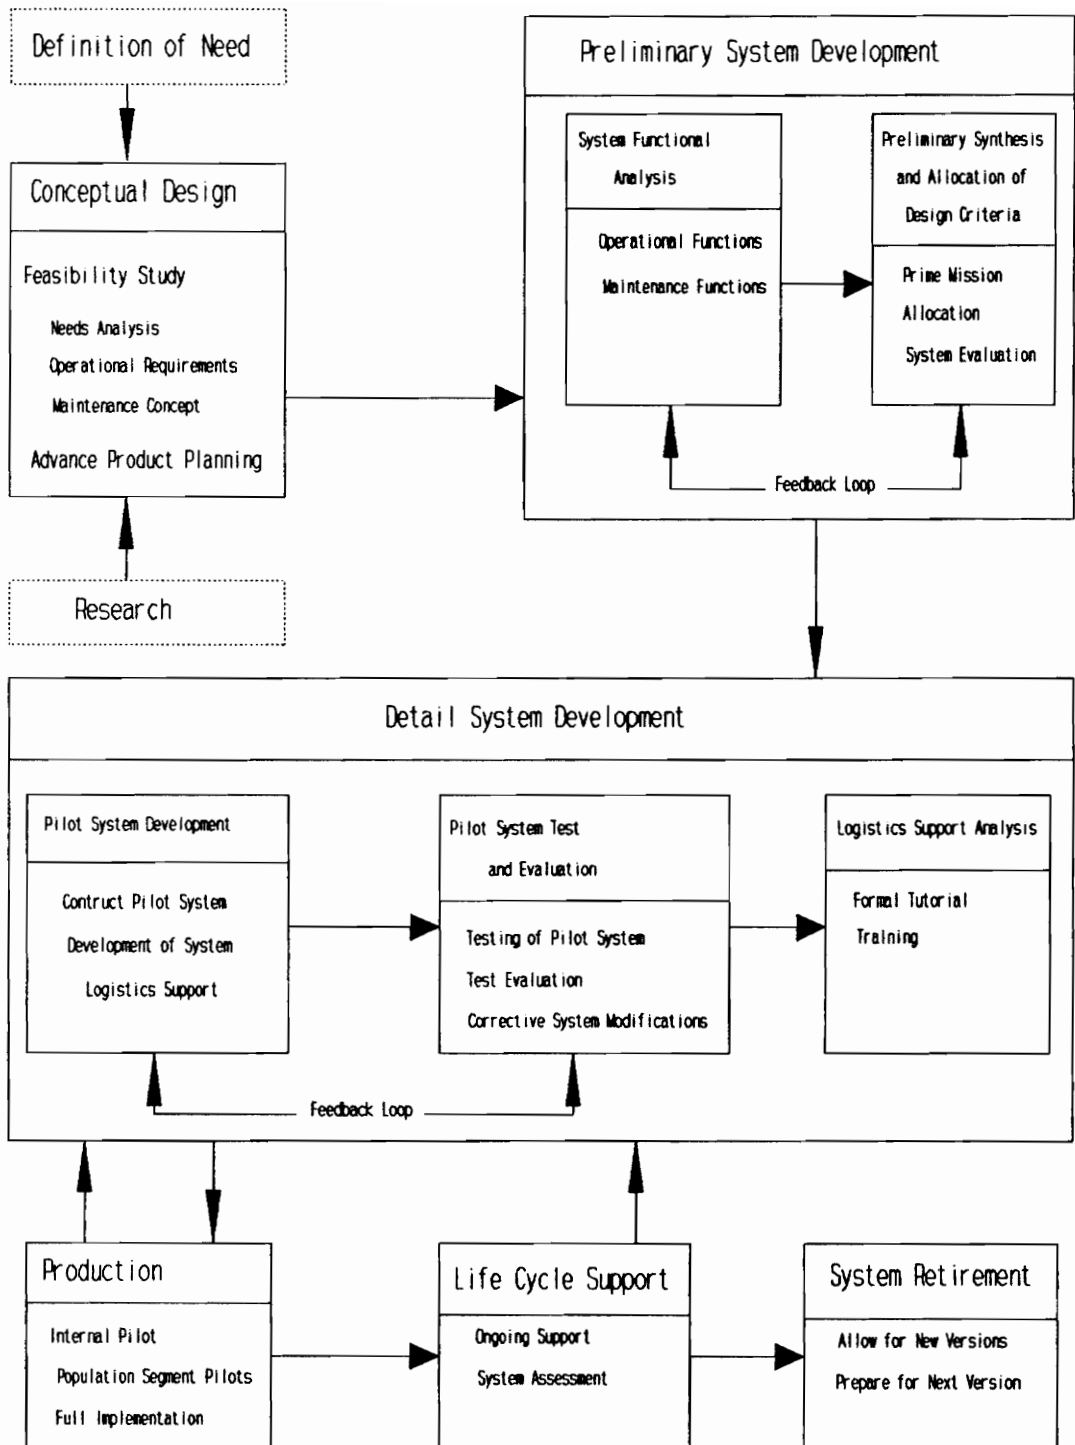 Definition of Need
Conceptual Design
Feasibility Study
Needs Analysis
Operational Requirements
Maintenance Concept
Advance Product Planning
Research
Preliminary System Development
System Functional
Analysis
Operational Functions
Maintenance Functions
Preliminary Synthesis
and Allocation of
Design Criteria
Prime Mission
Allocation
System Evaluation
Feedback Loop
Detail System Development
Pilot System Development
Contruct Pilot System
Development of System
Logistics Support
Pilot System Test
and Evaluation
Testing of Pilot System
Test Evaluation
Corrective System Modifications
Logistics Support Analysis
Formal Tutorial
Training
Feedback Loop
Production
Internal Pilot
Population Segment Pilots
Full Implementation
Life Cycle Support
Ongoing Support
System Assessment
System Retirement
Allow for New Versions
Prepare for Next Version